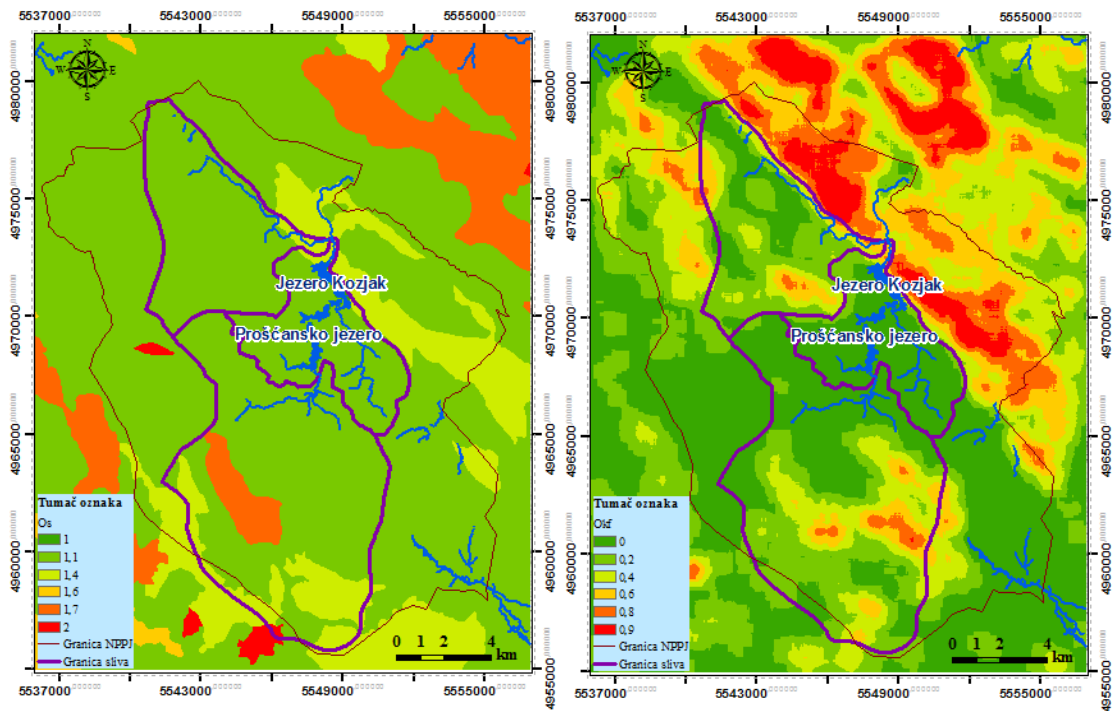 5537000 5543000 5549000 5555000
4980000
4975000
4970000
4965000
4960000
4955000
N
W E
S
Jezero Kozjak
Prošćansko jezero
Tumač oznaka
Os
1
1,1
1,4
1,6
1,7
2
Granica NPPJ
Granica sliva
0 1 2 4
km
5537000 5543000 5549000 5555000
5537000 5543000 5549000 5555000
4980000
4975000
4970000
4965000
4960000
4955000
N
W E
S
Jezero Kozjak
Prošćansko jezero
Tumač oznaka
Okf
0
0,2
0,4
0,6
0,8
0,9
Granica NPPJ
Granica sliva
0 1 2 4
km
5537000 5543000 5549000 5555000